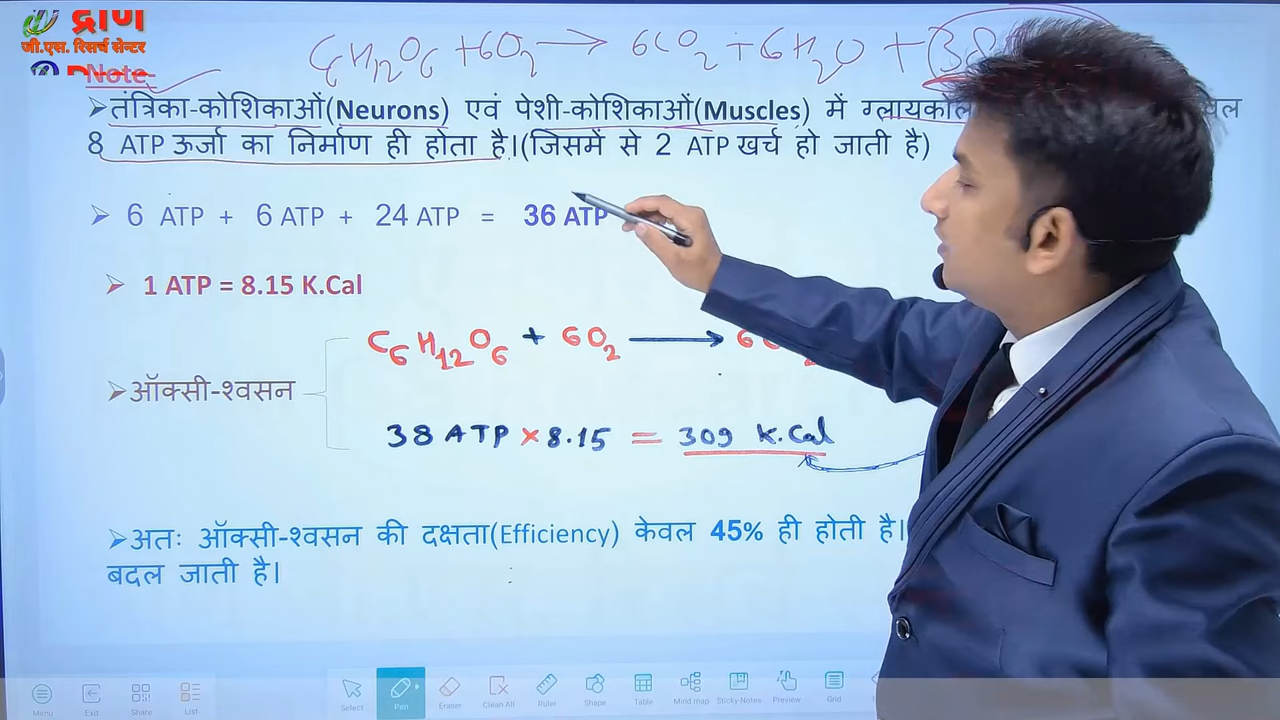 द्रोण
जी.एस. रिसर्च सेन्टर
C6H12O6 + 6O2 → 6CO2 + 6H2O + (38
Note-
➢तंत्रिका-कोशिकाओं(Neurons) एवं पेशी-कोशिकाओं(Muscles) में
8 ATP ऊर्जा का निर्माण ही होता है।(जिसमें से 2 ATP खर्च हो जाती है)
➢ 6 ATP + 6 ATP + 24 ATP = 36 ATP
➢ 1 ATP = 8.15 K.Cal
C6H12O6 + 6O2 → 6
➢ऑक्सी-श्वसन
38 ATP × 8.15 = 309 K.Cal
➢अतः ऑक्सी-श्वसन की दक्षता(Efficiency) केवल 45% ही होती है।
बदल जाती है।
Menu Exit Share List Select Pen Eraser Clean All Ruler Shape Table Mind map Sticky-Notes Preview Grid